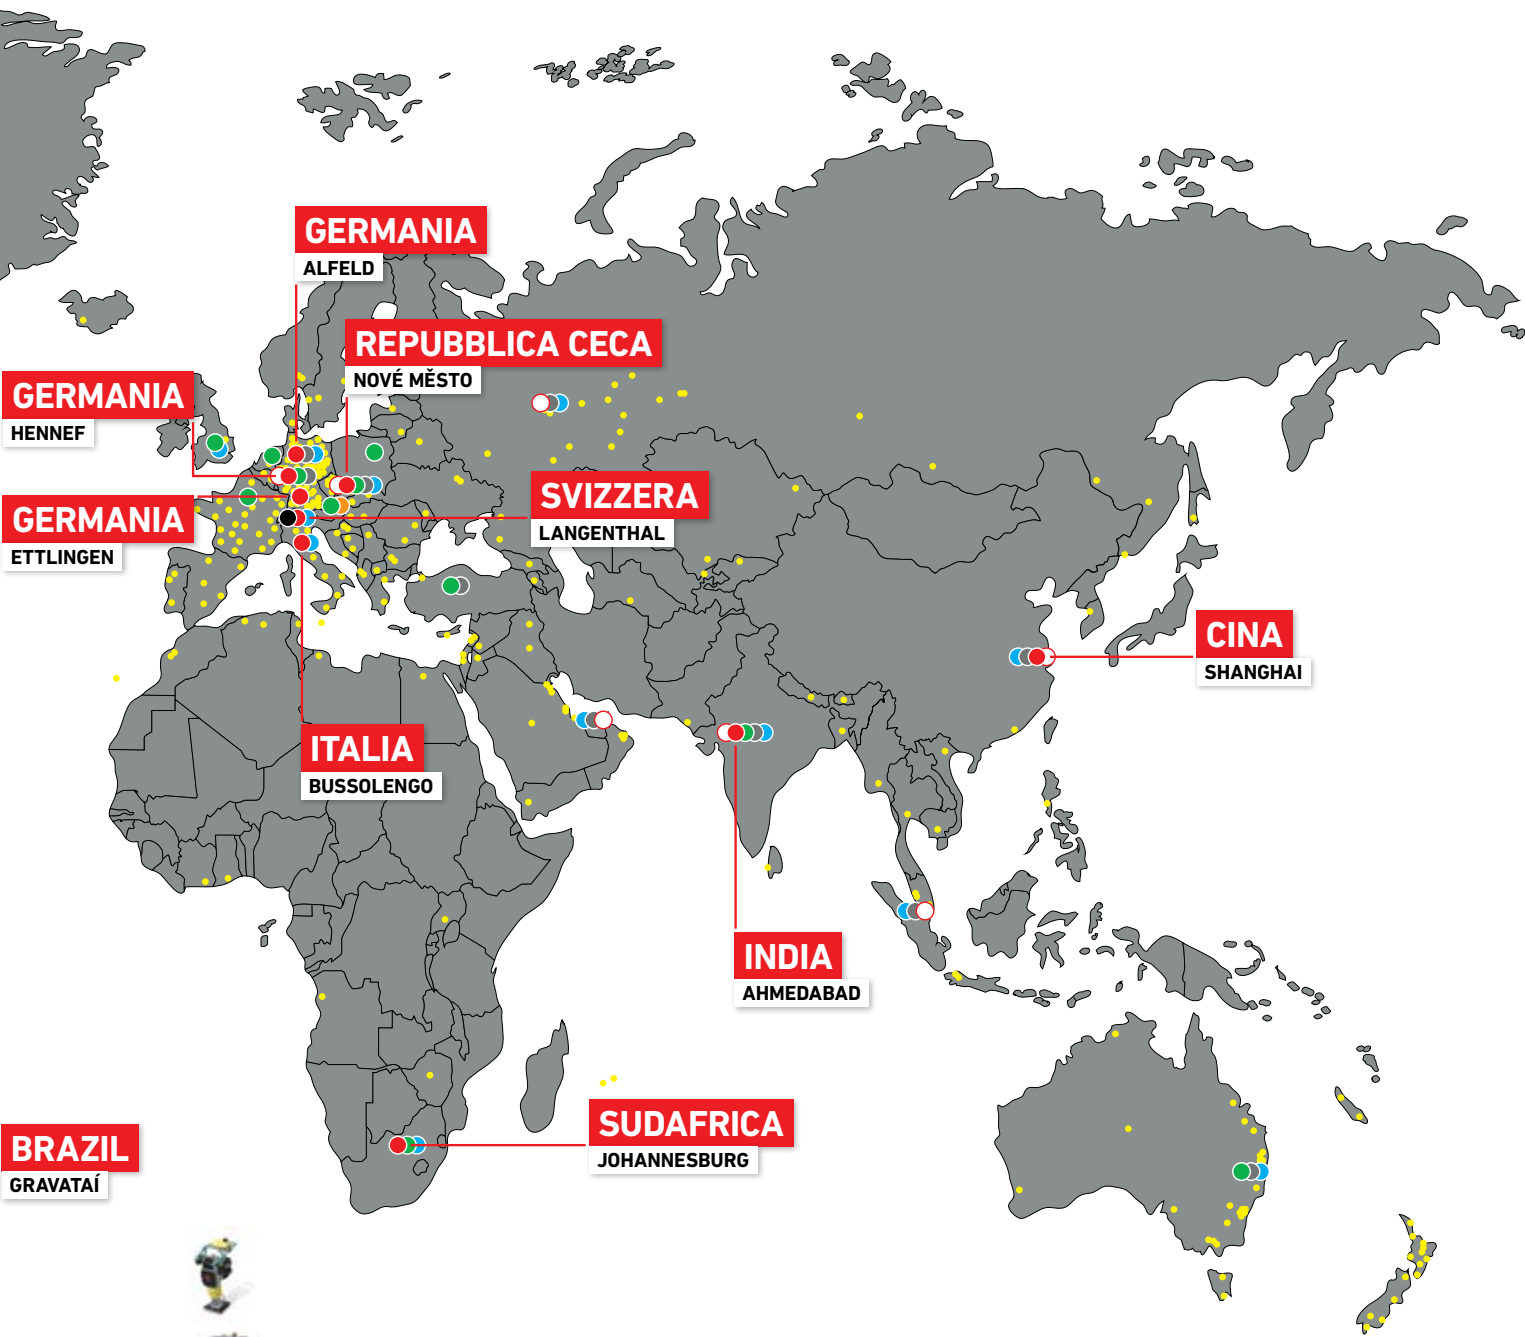 GERMANIA
ALFELD
REPUBBLICA CECA
NOVÉ MĚSTO
GERMANIA
HENNEF
SVIZZERA
LANGENTHAL
GERMANIA
ETTLINGEN
CINA
SHANGHAI
ITALIA
BUSSOLENGO
INDIA
AHMEDABAD
SUDAFRICA
JOHANNESBURG
BRAZIL
GRAVATAÍ